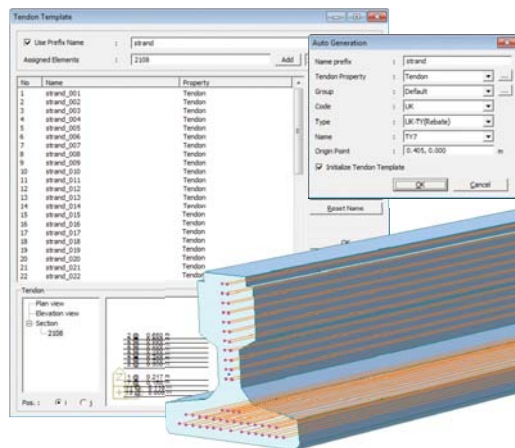 Tendon Template
Use Prefix Name : strand
Assigned Elements : 2108 Add
No Name Property
1 strand_001 Tendon
2 strand_002 Tendon
3 strand_003 Tendon
4 strand_004 Tendon
5 strand_005 Tendon
6 strand_006 Tendon
7 strand_007 Tendon
8 strand_008 Tendon
9 strand_009 Tendon
10 strand_010 Tendon
11 strand_011 Tendon
12 strand_012 Tendon
13 strand_013 Tendon
14 strand_014 Tendon
15 strand_015 Tendon
16 strand_016 Tendon
17 strand_017 Tendon
18 strand_018 Tendon
19 strand_019 Tendon
20 strand_020 Tendon
21 strand_021 Tendon
22 strand_022 Tendon
Auto Generation
Name prefix : strand
Tendon Property : Tendon ...
Group : Default ...
Code : UK
Type : UK-TY(Rebate)
Name : TY7
Origin Point : 0.405, 0.000 m
Initialize Tendon Template
OK Cancel
Reset Name
OK
Tendon
Plan view
Elevation view
Section
2108
Pos. : i j